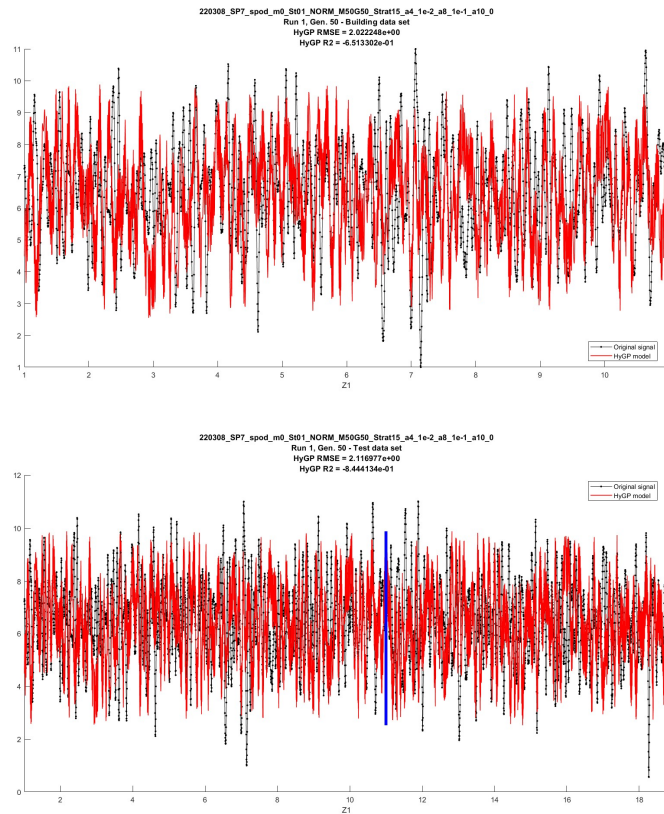 220308_SP7_spod_m0_St01_NORM_M50G50_Strat15_a4_1e-2_a8_1e-1_a10_0
Run 1, Gen. 50 - Building data set
HyGP RMSE = 2.022248e+00
HyGP R2 = -6.513302e-01
11
10
9
8
7
6
5
4
3
2
1
Original signal
HyGP model
1 2 3 4 5 6 7 8 9 10
Z1
220308_SP7_spod_m0_St01_NORM_M50G50_Strat15_a4_1e-2_a8_1e-1_a10_0
Run 1, Gen. 50 - Test data set
HyGP RMSE = 2.116977e+00
HyGP R2 = -8.444134e-01
12
Original signal
HyGP model
10
8
6
4
2
0
2 4 6 8 10 12 14 16 18
Z1